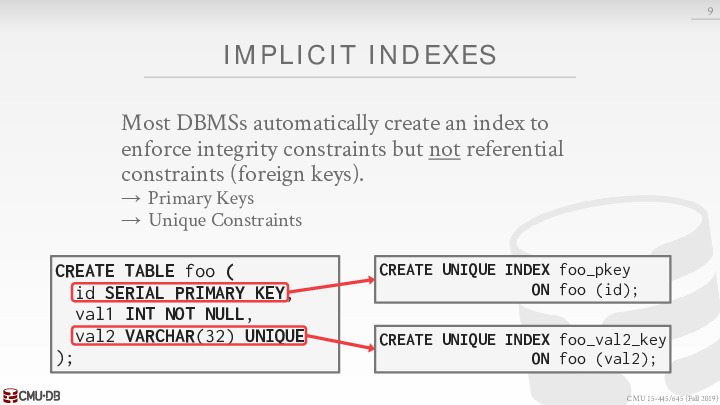 9
IMPLICIT INDEXES
Most DBMSs automatically create an index to
enforce integrity constraints but not referential
constraints (foreign keys).
→ Primary Keys
→ Unique Constraints
CREATE TABLE foo (
id SERIAL PRIMARY KEY,
val1 INT NOT NULL,
val2 VARCHAR(32) UNIQUE
);
CREATE UNIQUE INDEX foo_pkey
ON foo (id);
CREATE UNIQUE INDEX foo_val2_key
ON foo (val2);
CMU·DB
CMU 15-445/645 (Fall 2019)